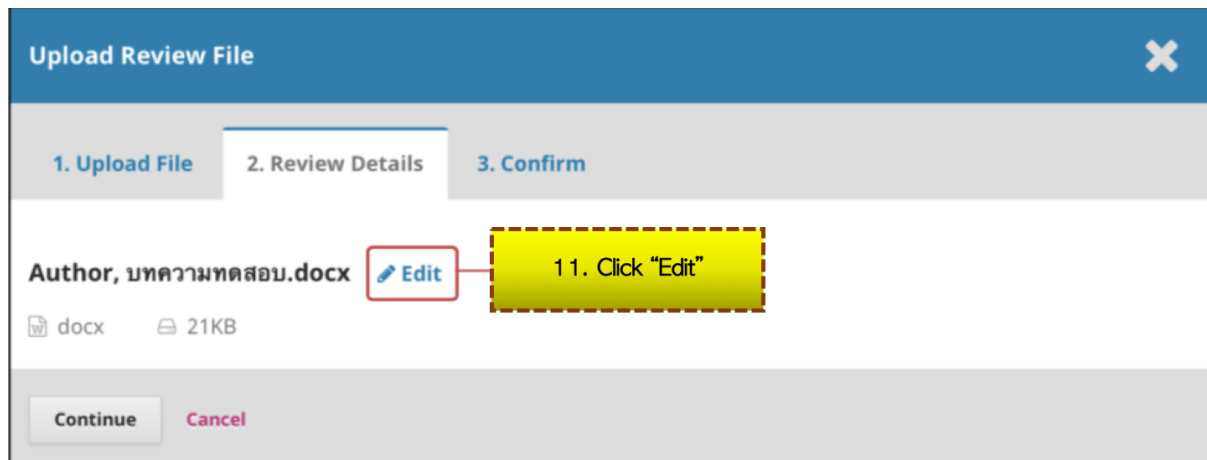 Upload Review File
1. Upload File 2. Review Details 3. Confirm
Author, บทความทดสอบ.docx Edit 11. Click “Edit”
docx 21KB
Continue Cancel